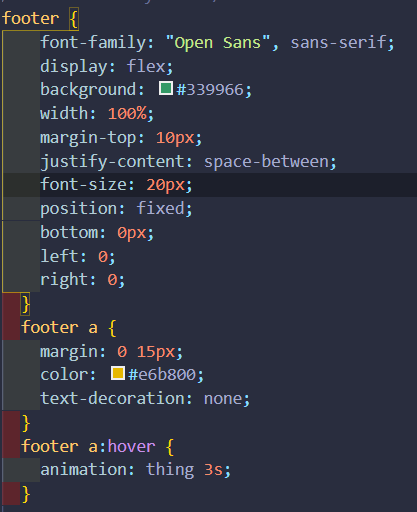 footer {
font-family: "Open Sans", sans-serif;
display: flex;
background: #339966;
width: 100%;
margin-top: 10px;
justify-content: space-between;
font-size: 20px;
position: fixed;
bottom: 0px;
left: 0;
right: 0;
}
footer a {
margin: 0 15px;
color: #e6b800;
text-decoration: none;
}
footer a:hover {
animation: thing 3s;
}